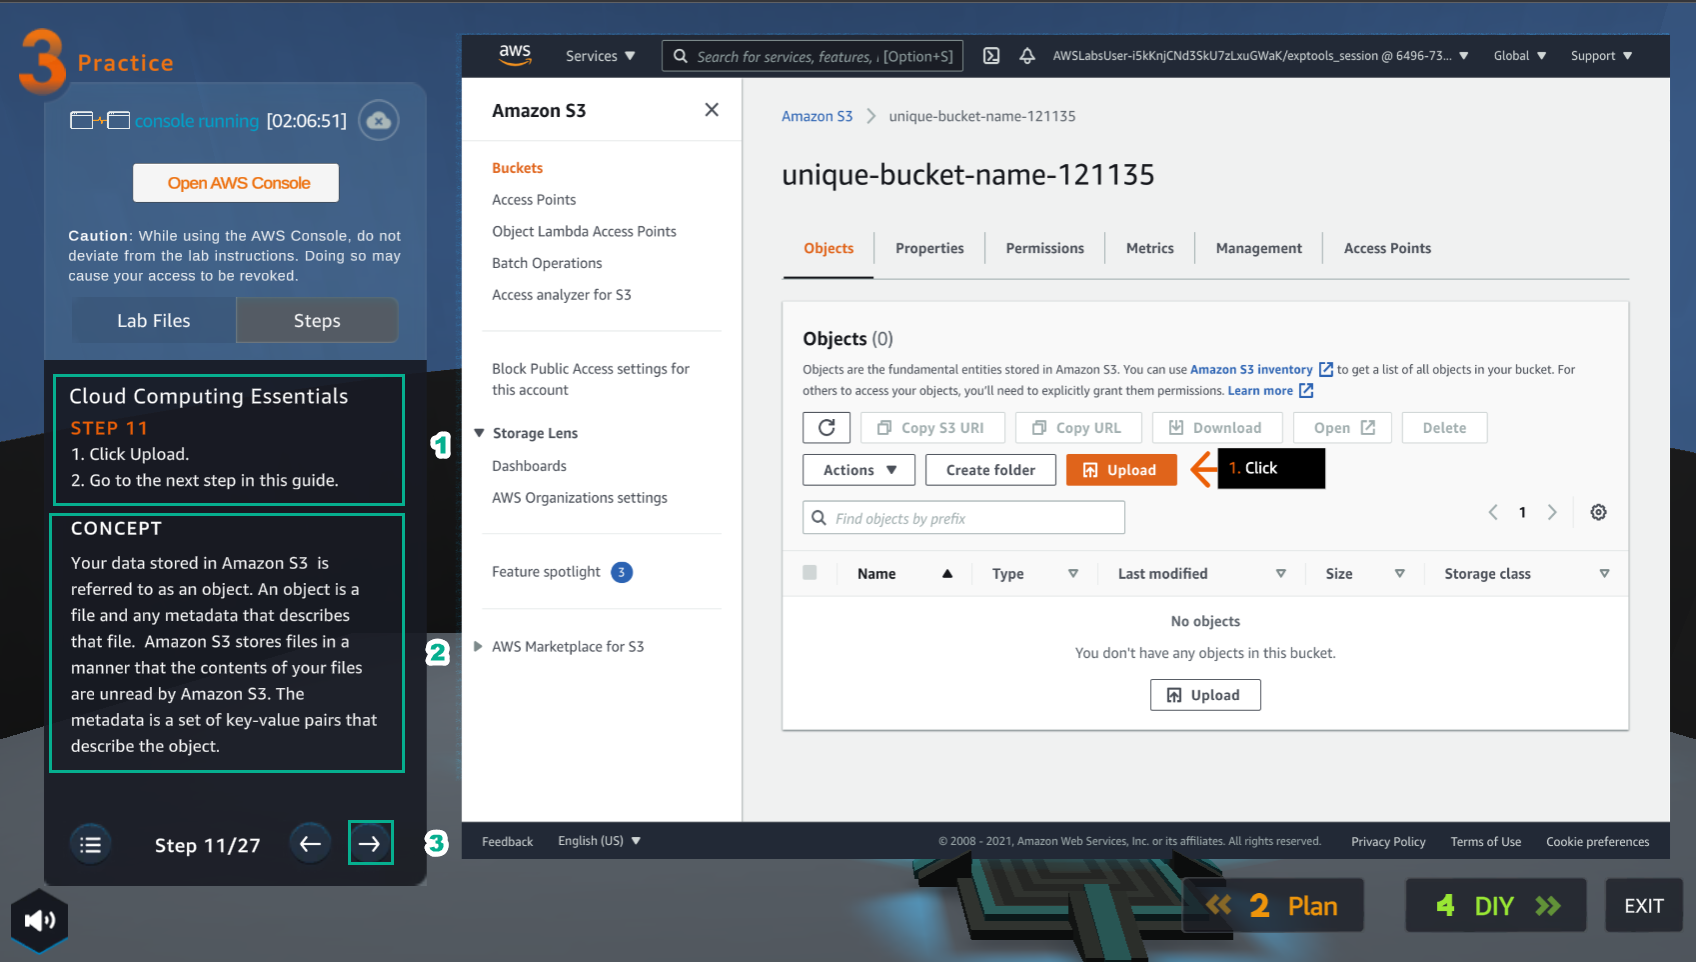 3 Practice
console running [02:06:51]
Open AWS Console
Caution: While using the AWS Console, do not
deviate from the lab instructions. Doing so may
cause your access to be revoked.
Lab Files
Steps
Cloud Computing Essentials
STEP 11
1. Click Upload.
2. Go to the next step in this guide.
1
CONCEPT
Your data stored in Amazon S3  is
referred to as an object. An object is a
file and any metadata that describes
that file.  Amazon S3 stores files in a
manner that the contents of your files
are unread by Amazon S3. The
metadata is a set of key-value pairs that
describe the object.
2
Step 11/27
3
aws
Services
Search for services, features, [Option+S]
AWSLabsUser-i5kKnjCNd3SkU7zLxuGWaK/exptools_session @ 6496-73...
Global
Support
Amazon S3
Buckets
Access Points
Object Lambda Access Points
Batch Operations
Access analyzer for S3
Block Public Access settings for
this account
Storage Lens
Dashboards
AWS Organizations settings
Feature spotlight 3
AWS Marketplace for S3
Amazon S3 > unique-bucket-name-121135
unique-bucket-name-121135
Objects
Properties
Permissions
Metrics
Management
Access Points
Objects (0)
Objects are the fundamental entities stored in Amazon S3. You can use Amazon S3 inventory to get a list of all objects in your bucket. For
others to access your objects, you'll need to explicitly grant them permissions. Learn more
Copy S3 URI
Copy URL
Download
Open
Delete
Actions
Create folder
Upload
1. Click
Find objects by prefix
1
Name
Type
Last modified
Size
Storage class
No objects
You don't have any objects in this bucket.
Upload
Feedback
English (US)
© 2008 - 2021, Amazon Web Services, Inc. or its affiliates. All rights reserved.
Privacy Policy
Terms of Use
Cookie preferences
2 Plan
4 DIY
EXIT